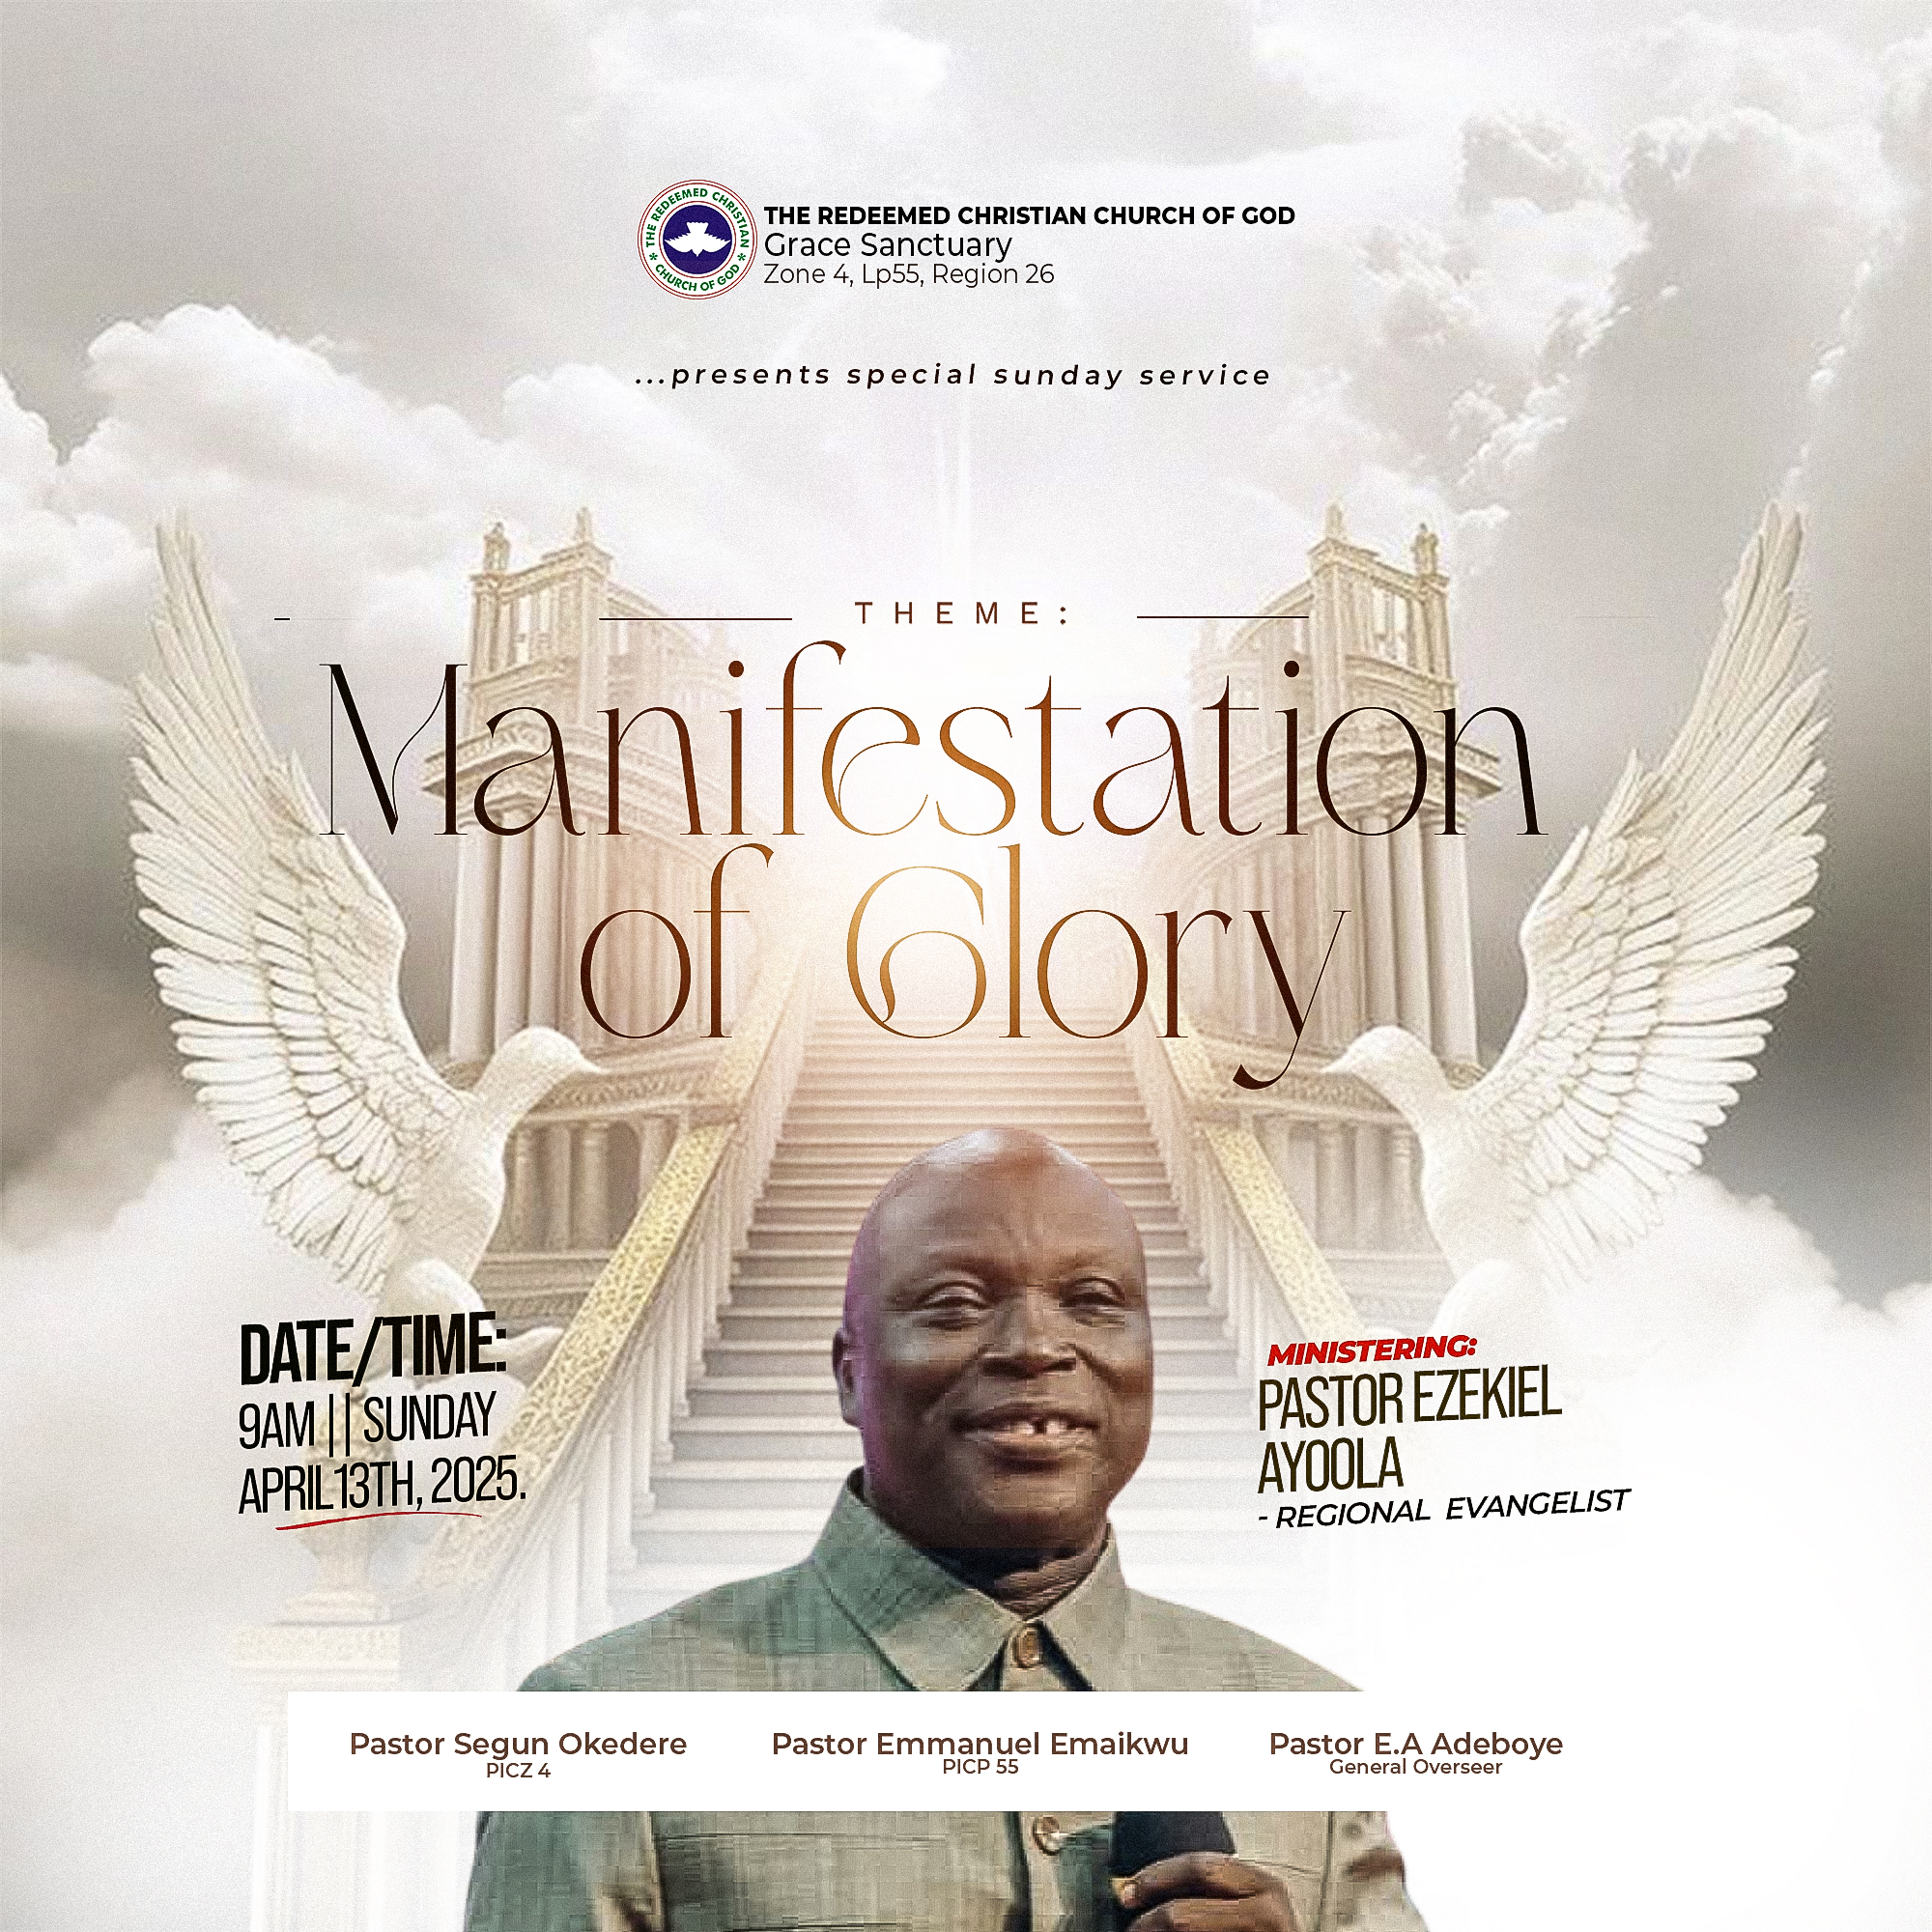 THE REDEEMED CHRISTIAN
* CHURCH OF GOD *
THE REDEEMED CHRISTIAN CHURCH OF GOD
Grace Sanctuary
Zone 4, Lp55, Region 26
...presents special sunday service
THEME:
Manifestation
of Glory
DATE/TIME:
9AM || SUNDAY
APRIL 13TH, 2025.
MINISTERING:
PASTOR EZEKIEL
AYOOLA
- REGIONAL EVANGELIST
Pastor Segun Okedere
PICZ 4
Pastor Emmanuel Emaikwu
PICP 55
Pastor E.A Adeboye
General Overseer